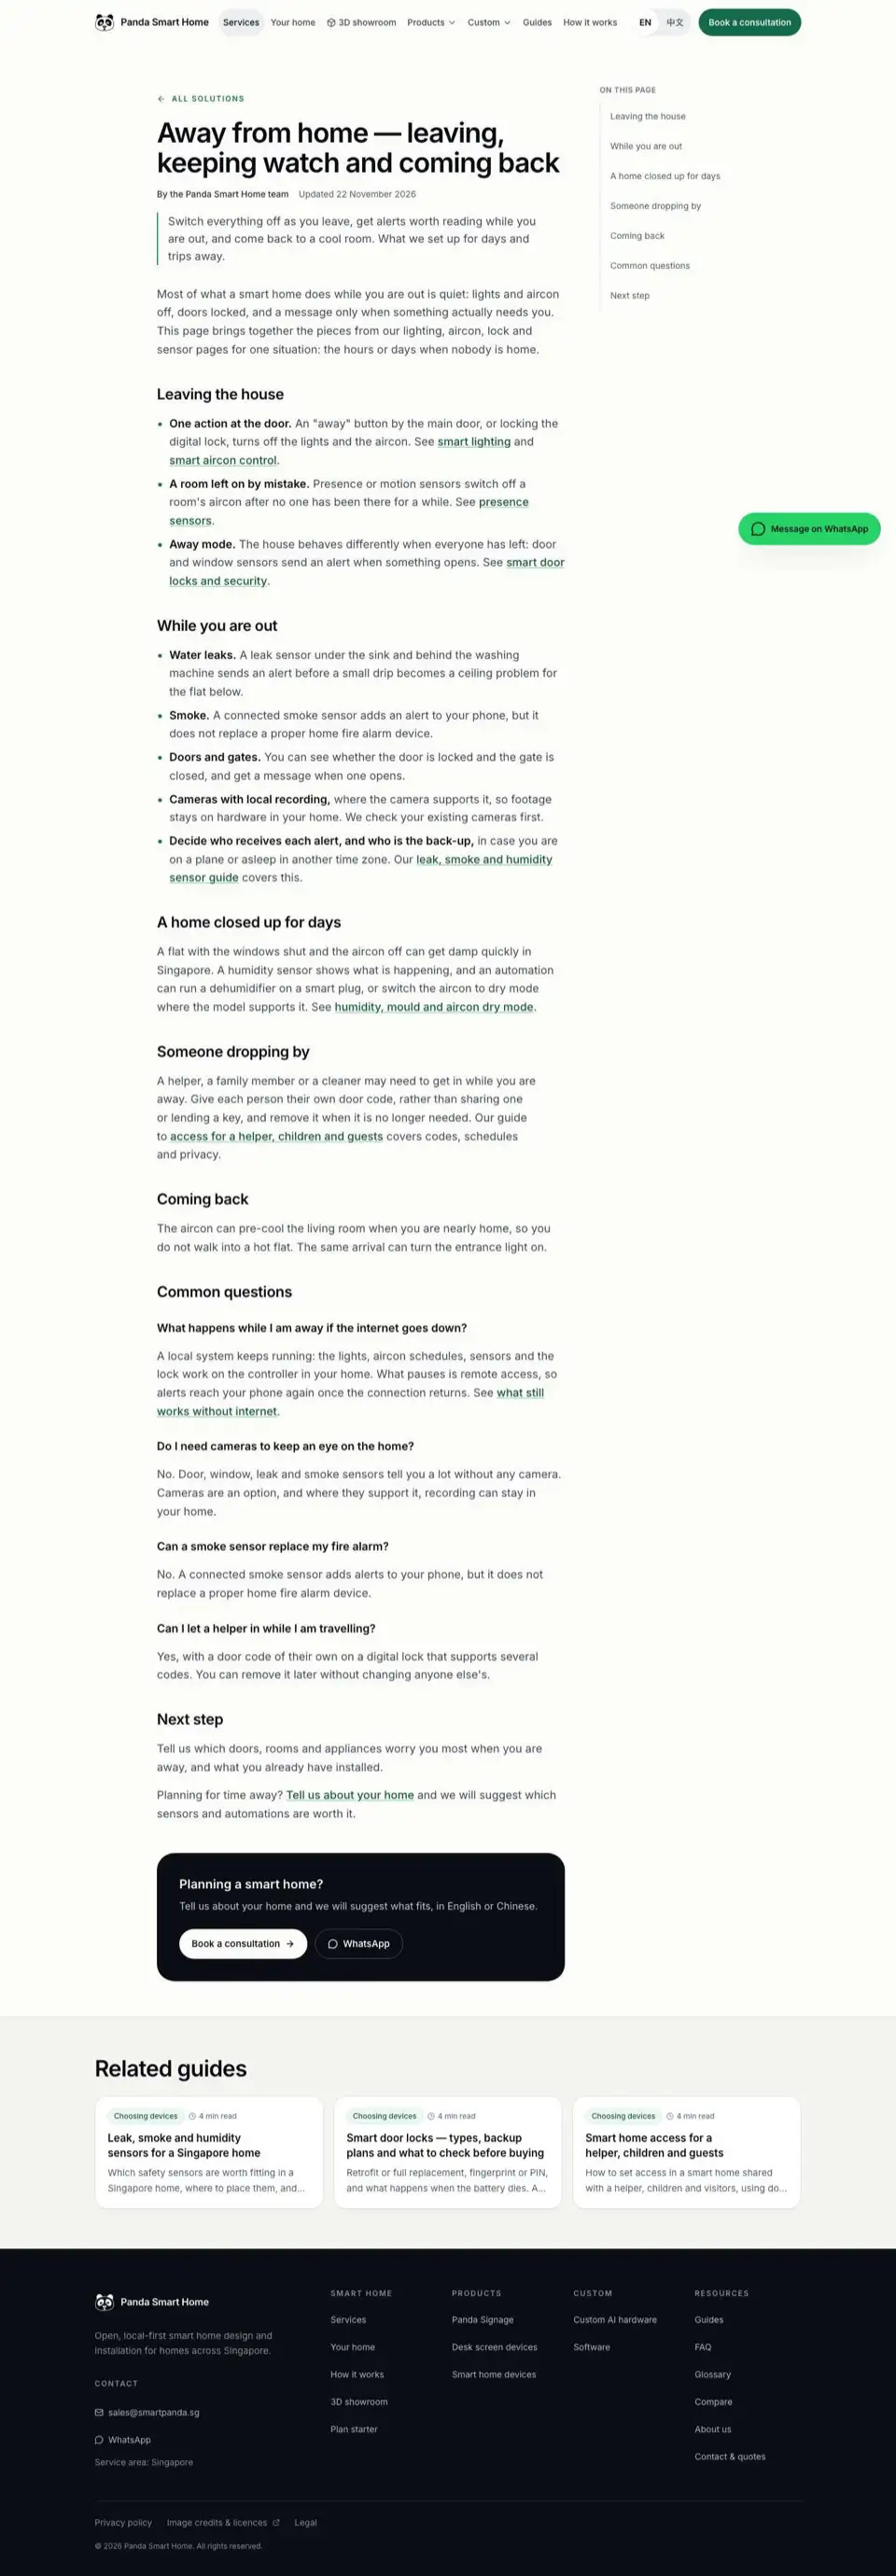 Panda Smart Home
Services
Your home
3D showroom
Products
Custom
Guides
How it works
EN
中文
Book a consultation
ALL SOLUTIONS
Away from home — leaving,
keeping watch and coming back
By the Panda Smart Home team Updated 22 November 2026
Switch everything off as you leave, get alerts worth reading while you
are out, and come back to a cool room. What we set up for days and
trips away.
Most of what a smart home does while you are out is quiet: lights and aircon
off, doors locked, and a message only when something actually needs you.
This page brings together the pieces from our lighting, aircon, lock and
sensor pages for one situation: the hours or days when nobody is home.
ON THIS PAGE
Leaving the house
While you are out
A home closed up for days
Someone dropping by
Coming back
Common questions
Next step
Leaving the house
• One action at the door. An "away" button by the main door, or locking the
digital lock, turns off the lights and the aircon. See smart lighting and
smart aircon control.
• A room left on by mistake. Presence or motion sensors switch off a
room's aircon after no one has been there for a while. See presence
sensors.
• Away mode. The house behaves differently when everyone has left: door
and window sensors send an alert when something opens. See smart door
locks and security.
Message on WhatsApp
While you are out
• Water leaks. A leak sensor under the sink and behind the washing
machine sends an alert before a small drip becomes a ceiling problem for
the flat below.
• Smoke. A connected smoke sensor adds an alert to your phone, but it
does not replace a proper home fire alarm device.
• Doors and gates. You can see whether the door is locked and the gate is
closed, and get a message when one opens.
• Cameras with local recording, where the camera supports it, so footage
stays on hardware in your home. We check your existing cameras first.
• Decide who receives each alert, and who is the back-up, in case you are
on a plane or asleep in another time zone. Our leak, smoke and humidity
sensor guide covers this.
A home closed up for days
A flat with the windows shut and the aircon off can get damp quickly in
Singapore. A humidity sensor shows what is happening, and an automation
can run a dehumidifier on a smart plug, or switch the aircon to dry mode
where the model supports it. See humidity, mould and aircon dry mode.
Someone dropping by
A helper, a family member or a cleaner may need to get in while you are
away. Give each person their own door code, rather than sharing one
or lending a key, and remove it when it is no longer needed. Our guide
to access for a helper, children and guests covers codes, schedules
and privacy.
Coming back
The aircon can pre-cool the living room when you are nearly home, so you
do not walk into a hot flat. The same arrival can turn the entrance light on.
Common questions
What happens while I am away if the internet goes down?
A local system keeps running: the lights, aircon schedules, sensors and the
lock work on the controller in your home. What pauses is remote access, so
alerts reach your phone again once the connection returns. See what still
works without internet.
Do I need cameras to keep an eye on the home?
No. Door, window, leak and smoke sensors tell you a lot without any camera.
Cameras are an option, and where they support it, recording can stay in
your home.
Can a smoke sensor replace my fire alarm?
No. A connected smoke sensor adds alerts to your phone, but it does not
replace a proper home fire alarm device.
Can I let a helper in while I am travelling?
Yes, with a door code of their own on a digital lock that supports several
codes. You can remove it later without changing anyone else's.
Next step
Tell us which doors, rooms and appliances worry you most when you are
away, and what you already have installed.
Planning for time away? Tell us about your home and we will suggest which
sensors and automations are worth it.
Planning a smart home?
Tell us about your home and we will suggest what fits, in English or Chinese.
Book a consultation
WhatsApp
Related guides
Choosing devices 4 min read
Leak, smoke and humidity
sensors for a Singapore home
Which safety sensors are worth fitting in a
Singapore home, where to place them, and...
Choosing devices 4 min read
Smart door locks — types, backup
plans and what to check before buying
Retrofit or full replacement, fingerprint or PIN,
and what happens when the battery dies. A...
Choosing devices 4 min read
Smart home access for a
helper, children and guests
How to set access in a smart home shared
with a helper, children and visitors, using do...
Panda Smart Home
Open, local-first smart home design and
installation for homes across Singapore.
CONTACT
sales@smartpanda.sg
WhatsApp
Service area: Singapore
SMART HOME
Services
Your home
How it works
3D showroom
Plan starter
PRODUCTS
Panda Signage
Desk screen devices
Smart home devices
CUSTOM
Custom AI hardware
Software
RESOURCES
Guides
FAQ
Glossary
Compare
About us
Contact & quotes
Privacy policy
Image credits & licences
Legal
© 2026 Panda Smart Home. All rights reserved.